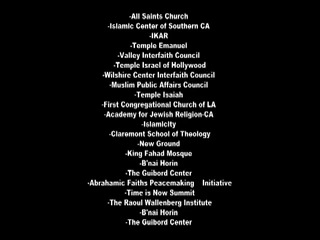 -All Saints Church
-Islamic Center of Southern CA
-IKAR
-Temple Emanuel
-Valley Interfaith Council
-Temple Israel of Hollywood
-Wilshire Center Interfaith Council
-Muslim Public Affairs Council
-Temple Isaiah
-First Congregational Church of LA
-Academy for Jewish Religion-CA
-Islamicity
-Claremont School of Theology
-New Ground
-King Fahad Mosque
-B'nai Horin
-The Guibord Center
-Abrahamic Faiths Peacemaking Initiative
-Time is Now Summit
-The Raoul Wallenberg Institute
-B'nai Horin
-The Guibord Center